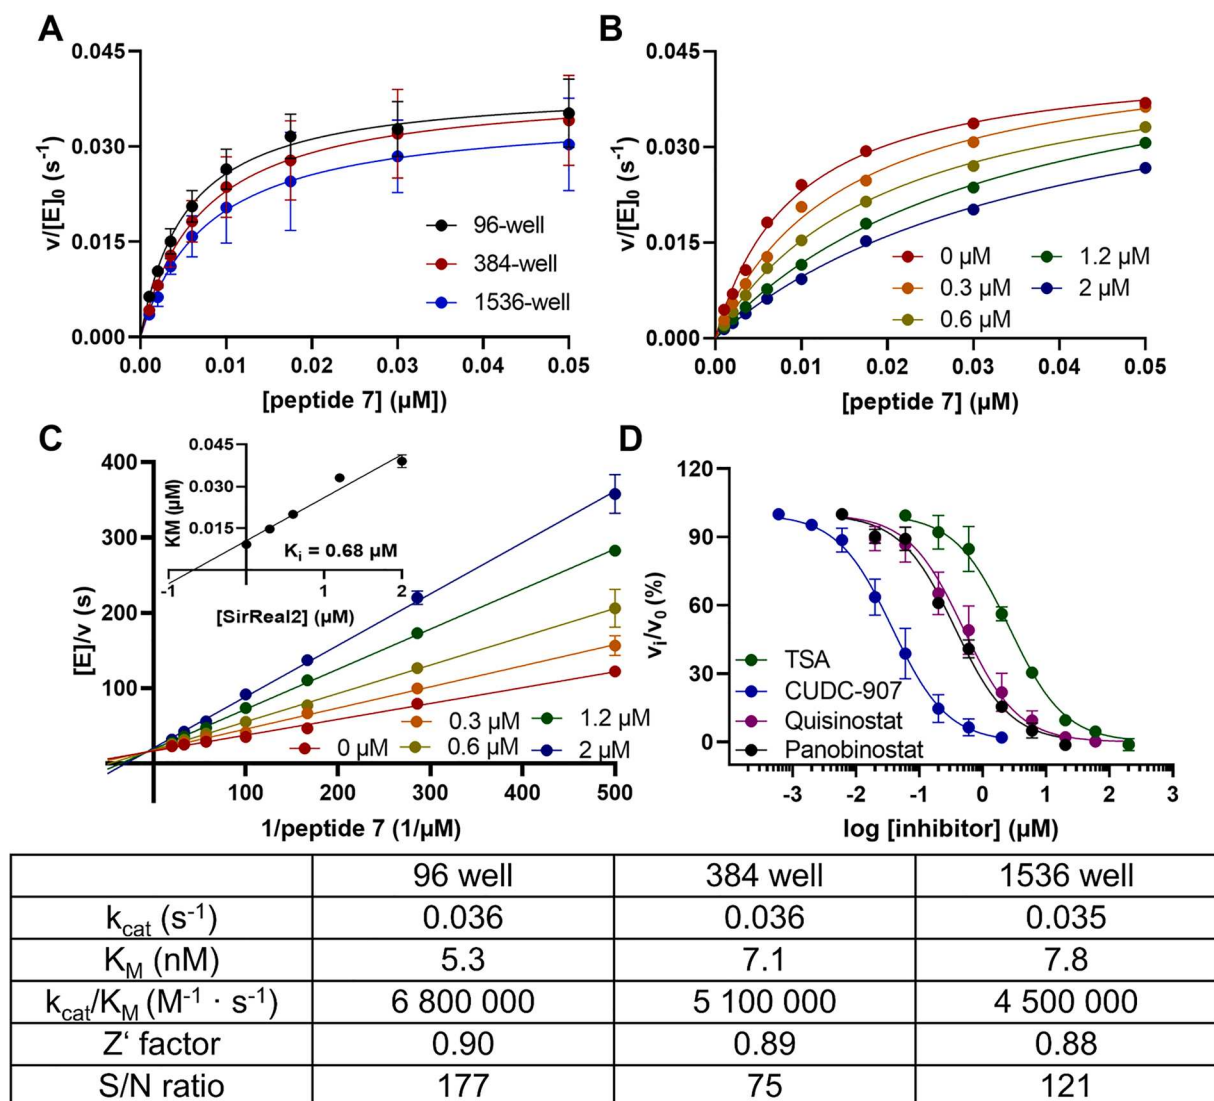 A
0.045
0.030
0.015
0.000
v/[E]₀ (s⁻¹)
96-well
384-well
1536-well
0.00 0.01 0.02 0.03 0.04 0.05
[peptide 7] (µM])
B
0.045
0.030
0.015
0.000
v/[E]₀ (s⁻¹)
0 µM 1.2 µM
0.3 µM 2 µM
0.6 µM
0.00 0.01 0.02 0.03 0.04 0.05
[peptide 7] (µM)
C
400
300
200
100
[E]/v (s)
0.045
0.030
0.015
KM (µM)
Kᵢ = 0.68 µM
-1 1 2
[SirReal2] (µM)
0.3 µM 1.2 µM
0 µM 0.6 µM 2 µM
100 200 300 400 500
1/peptide 7 (1/µM)
D
120
90
60
30
0
vᵢ/v₀ (%)
TSA
CUDC-907
Quisinostat
Panobinostat
-3 -2 -1 0 1 2 3
log [inhibitor] (µM)
96 well 384 well 1536 well
kcat (s⁻¹) 0.036 0.036 0.035
KM (nM) 5.3 7.1 7.8
kcat/KM (M⁻¹ · s⁻¹) 6 800 000 5 100 000 4 500 000
Z‘ factor 0.90 0.89 0.88
S/N ratio 177 75 121